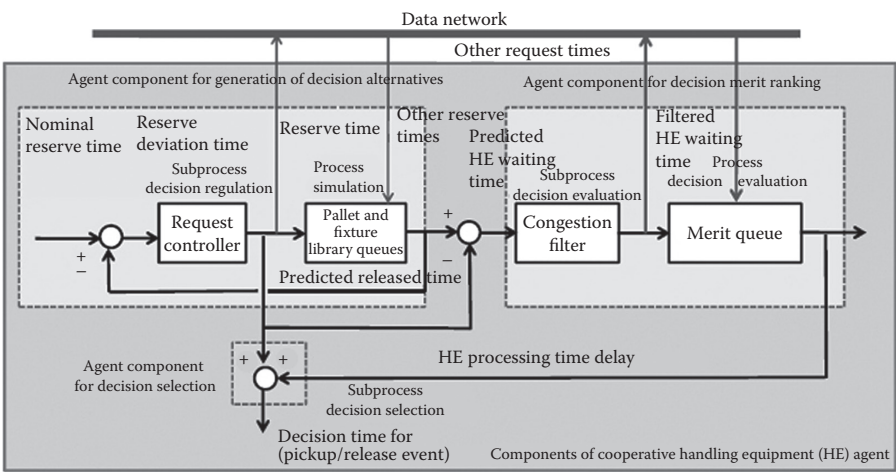 Data network
Other request times
Agent component for generation of decision alternatives
Agent component for decision merit ranking
Nominal
reserve time
Reserve
deviation time
Subprocess
decision regulation
Reserve time
Process
simulation
Other reserve
times
Predicted
HE waiting
time
Subprocess
decision evaluation
Filtered
HE waiting
time
Process
decision evaluation
Request
controller
Pallet and
fixture
library queues
Congestion
filter
Merit queue
+
−
+
−
Predicted released time
Agent component
for decision selection
+ +
HE processing time delay
Subprocess
decision selection
Decision time for
(pickup/release event)
Components of cooperative handling equipment (HE) agent